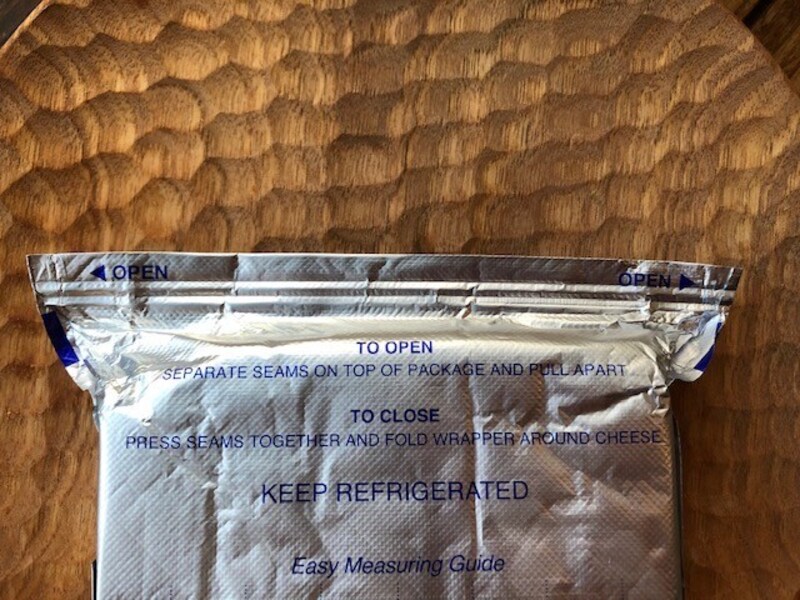 OPEN OPEN
TO OPEN
SEPARATE SEAMS ON TOP OF PACKAGE AND PULL APART
TO CLOSE
PRESS SEAMS TOGETHER AND FOLD WRAPPER AROUND CHEESE
KEEP REFRIGERATED
Easy Measuring Guide